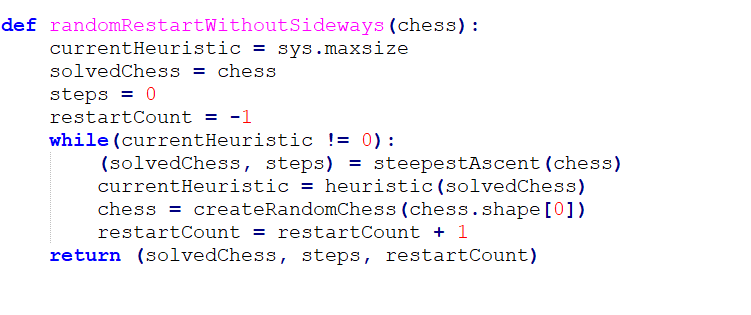 def randomRestartWithoutSideways(chess):
    currentHeuristic = sys.maxsize
    solvedChess = chess
    steps = 0
    restartCount = -1
    while(currentHeuristic != 0):
        (solvedChess, steps) = steepestAscent(chess)
        currentHeuristic = heuristic(solvedChess)
        chess = createRandomChess(chess.shape[0])
        restartCount = restartCount + 1
    return (solvedChess, steps, restartCount)